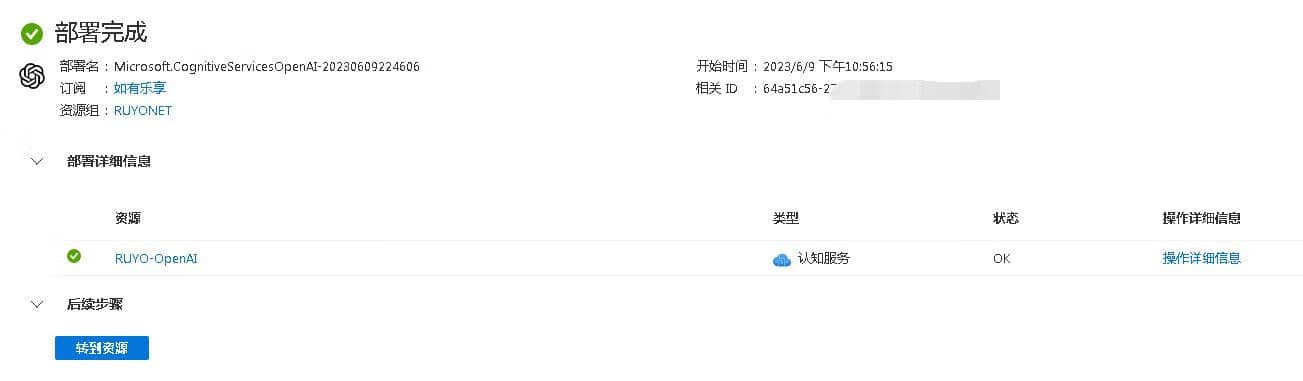 部署完成
部署名 : Microsoft.CognitiveServicesOpenAI-20230609224606
开始时间 : 2023/6/9 下午10:56:15
订阅 : 如有乐享
相关 ID : 64a51c56-27
资源组 : RUYONET
部署详细信息
资源 类型 状态 操作详细信息
RUYO-OpenAI 认知服务 OK 操作详细信息
后续步骤
转到资源